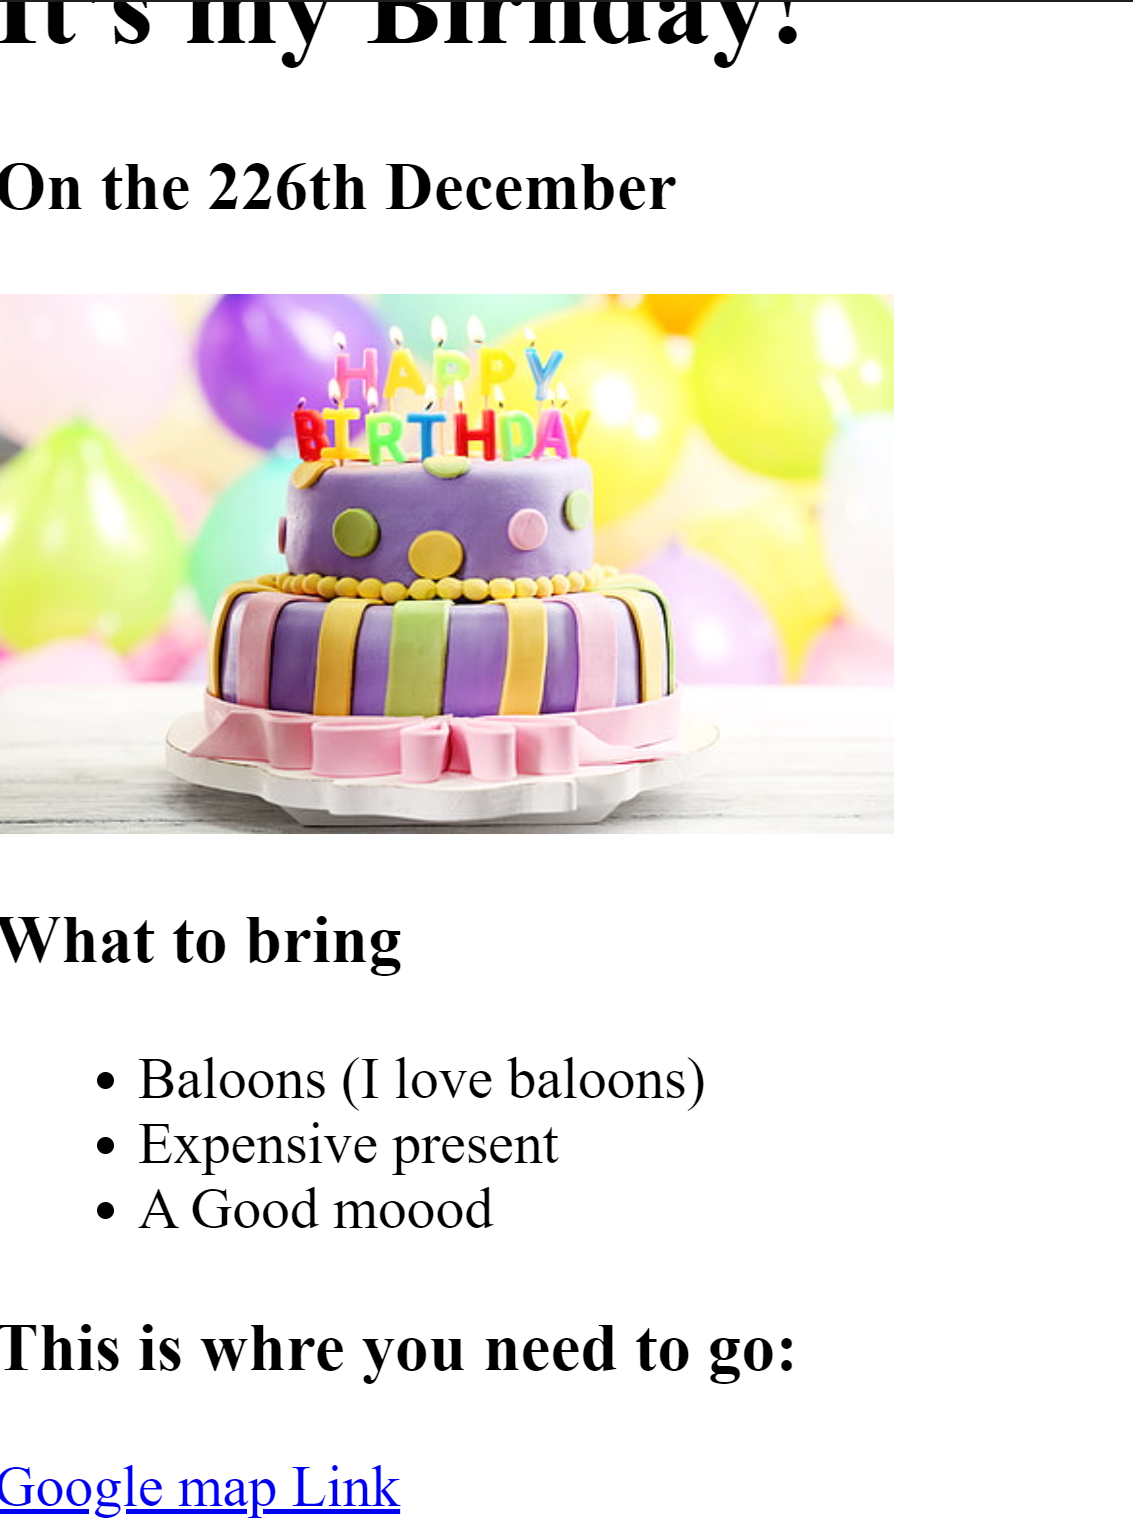 It's my Birhday!
On the 226th December
HAPPY
BIRTHDAY
What to bring
Baloons (I love baloons)
Expensive present
A Good moood
This is whre you need to go:
Google map Link